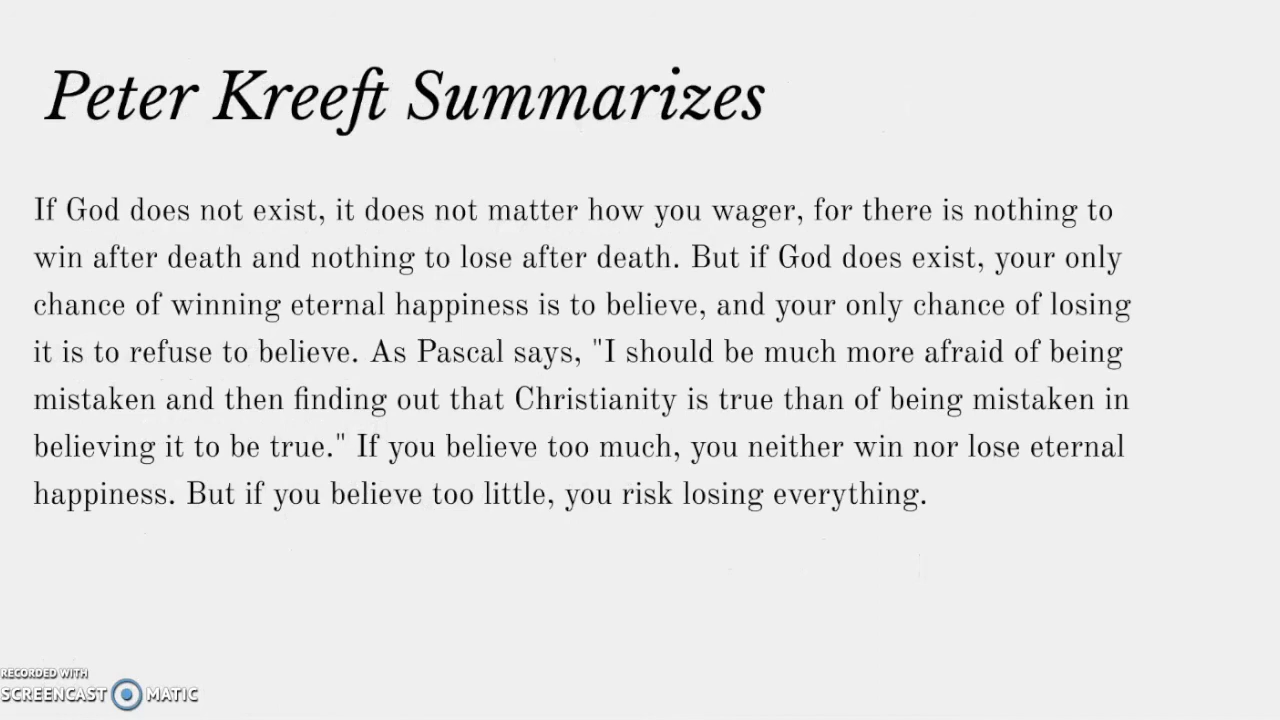 Peter Kreeft Summarizes
If God does not exist, it does not matter how you wager, for there is nothing to
win after death and nothing to lose after death. But if God does exist, your only
chance of winning eternal happiness is to believe, and your only chance of losing
it is to refuse to believe. As Pascal says, "I should be much more afraid of being
mistaken and then finding out that Christianity is true than of being mistaken in
believing it to be true." If you believe too much, you neither win nor lose eternal
happiness. But if you believe too little, you risk losing everything.
RECORDED WITH
SCREENCAST MATIC